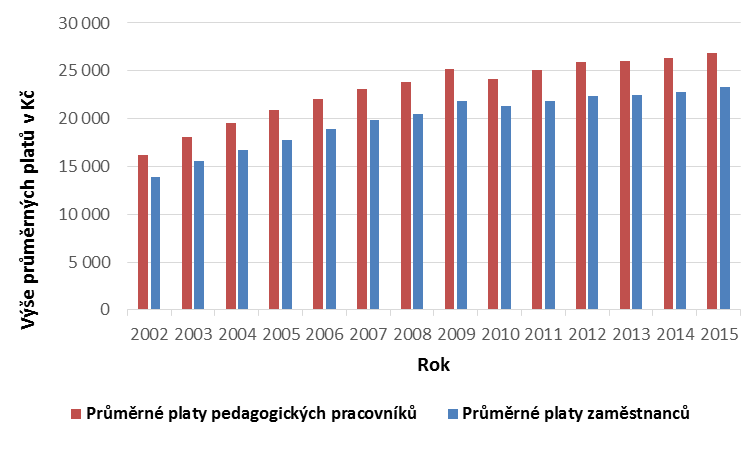 30 000
25 000
20 000
15 000
10 000
5 000
0
Výše průměrných platů v Kč
2002 2003 2004 2005 2006 2007 2008 2009 2010 2011 2012 2013 2014 2015
Rok
Průměrné platy pedagogických pracovníků Průměrné platy zaměstnanců